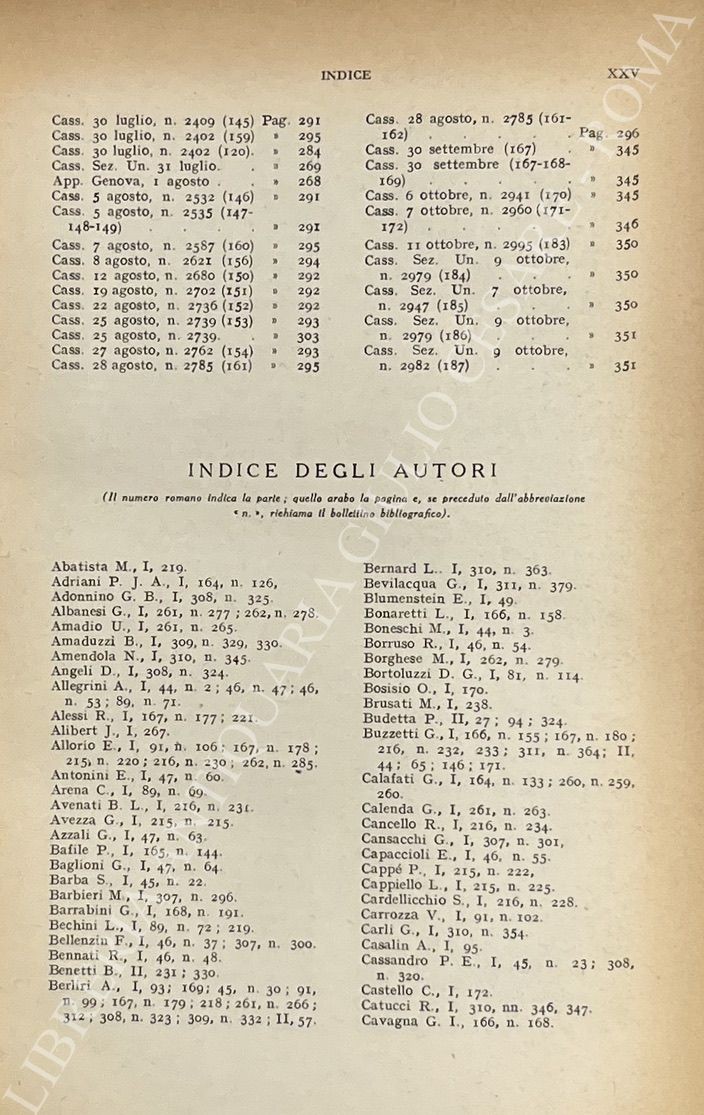 INDICE XXV
Cass. 30 luglio, n. 2409 (145) Pag. 291
Cass. 30 luglio, n. 2402 (159) » 295
Cass. 30 luglio, n. 2402 (120). » 284
Cass. Sez. Un. 31 luglio. . » 269
App. Genova, 1 agosto . . » 268
Cass. 5 agosto, n. 2532 (146) » 291
Cass. 5 agosto, n. 2535 (147-
148-149) . . . . » 291
Cass. 7 agosto, n. 2587 (160) » 295
Cass. 8 agosto, n. 2621 (156) » 294
Cass. 12 agosto, n. 2680 (150) » 292
Cass. 19 agosto, n. 2702 (151) » 292
Cass. 22 agosto, n. 2736 (152) » 292
Cass. 25 agosto, n. 2739 (153) » 293
Cass. 25 agosto, n. 2739. . » 303
Cass. 27 agosto, n. 2762 (154) » 293
Cass. 28 agosto, n. 2785 (161) » 295
Cass. 28 agosto, n. 2785 (161-
162) . . . . . Pag. 296
Cass. 30 settembre (167) . » 345
Cass. 30 settembre (167-168-
169) . . . . . » 345
Cass. 6 ottobre, n. 2941 (170) » 345
Cass. 7 ottobre, n. 2960 (171-
172) . . . . . » 346
Cass. 11 ottobre, n. 2995 (183) » 350
Cass. Sez. Un. 9 ottobre,
n. 2979 (184) . . . » 350
Cass. Sez. Un. 7 ottobre,
n. 2947 (185) . . . » 350
Cass. Sez. Un. 9 ottobre,
n. 2979 (186) . . . » 351
Cass. Sez. Un. 9 ottobre,
n. 2982 (187) . . . » 351
INDICE DEGLI AUTORI
(Il numero romano indica la parte ; quello arabo la pagina e, se preceduto dall'abbreviazione
« n. », richiama il bollettino bibliografico).
Abatista M., I, 219.
Adriani P. J. A., I, 164, n. 126,
Adonnino G. B., I, 308, n. 325.
Albanesi G., I, 261, n. 277 ; 262, n. 278.
Amadio U., I, 261, n. 265.
Amaduzzi B., I, 309, n. 329, 330.
Amendola N., I, 310, n. 345.
Angeli D., I, 308, n. 324.
Allegrini A., I, 44, n. 2 ; 46, n. 47 ; 46,
n. 53 ; 89, n. 71.
Alessi R., I, 167, n. 177 ; 221.
Alibert J., I, 267.
Allorio E., I, 91, n. 106 ; 167, n. 178 ;
215, n. 220 ; 216, n. 230 ; 262, n. 285.
Antonini E., I, 47, n. 60.
Arena C., I, 89, n. 69.
Avenati B. L., I, 216, n. 231.
Avezza G., I, 215, n. 215.
Azzali G., I, 47, n. 63.
Bafile P., I, 165, n. 144.
Baglioni G., I, 47, n. 64.
Barba S., I, 45, n. 22.
Barbieri M., I, 307, n. 296.
Barrabini G., I, 168, n. 191.
Bechini L., I, 89, n. 72 ; 219.
Bellenzin F., I, 46, n. 37 ; 307, n. 300.
Bennati R., I, 46, n. 48.
Benetti B., II, 231 ; 330.
Berliri A., I, 93; 169; 45, n. 30 ; 91,
n. 99 ; 167, n. 179 ; 218 ; 261, n. 266 ;
312 ; 308, n. 323 ; 309, n. 332 ; II, 57.
Bernard L.. I, 310, n. 363.
Bevilacqua G., I, 311, n. 379.
Blumenstein E., I, 49.
Bonaretti L., I, 166, n. 158.
Boneschi M., I, 44, n. 3.
Borruso R., I, 46, n. 54.
Borghese M., I, 262, n. 279.
Bortoluzzi D. G., I, 81, n. 114.
Bosisio O., I, 170.
Brusati M., I, 238.
Budetta P., II, 27 ; 94 ; 324.
Buzzetti G., I, 166, n. 155 ; 167, n. 180 ;
216, n. 232, 233 ; 311, n. 364 ; II,
44 ; 65 ; 146 ; 171.
Calafati G., I, 164, n. 133 ; 260, n. 259,
260.
Calenda G., I, 261, n. 263.
Cancello R., I, 216, n. 234.
Cansacchi G., I, 307, n. 301,
Capaccioli E., I, 46, n. 55.
Cappé P., I, 215, n. 222,
Cappiello L., I, 215, n. 225.
Cardellicchio S., I, 216, n. 228.
Carrozza V., I, 91, n. 102.
Carli G., I, 310, n. 354.
Casalin A., I, 95.
Cassandro P. E., I, 45, n. 23 ; 308,
n. 320.
Castello C., I, 172.
Catucci R., I, 310, nn. 346, 347.
Cavagna G. I., 166, n. 168.